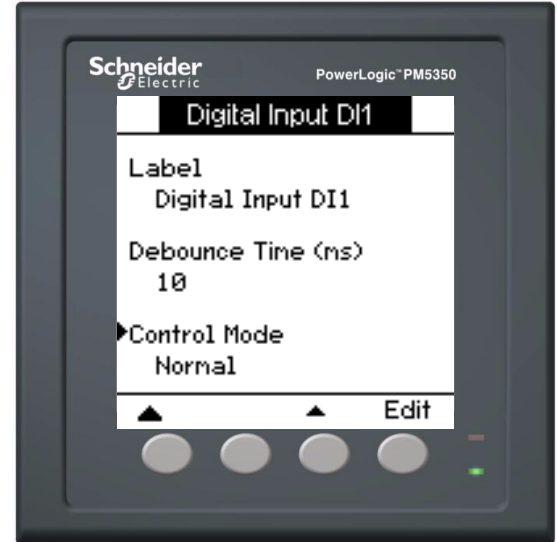 Schneider
Electric
PowerLogic™ PM5350
Digital Input DI1
Label
Digital Input DI1
Debounce Time (ms)
10
Control Mode
Normal
Edit